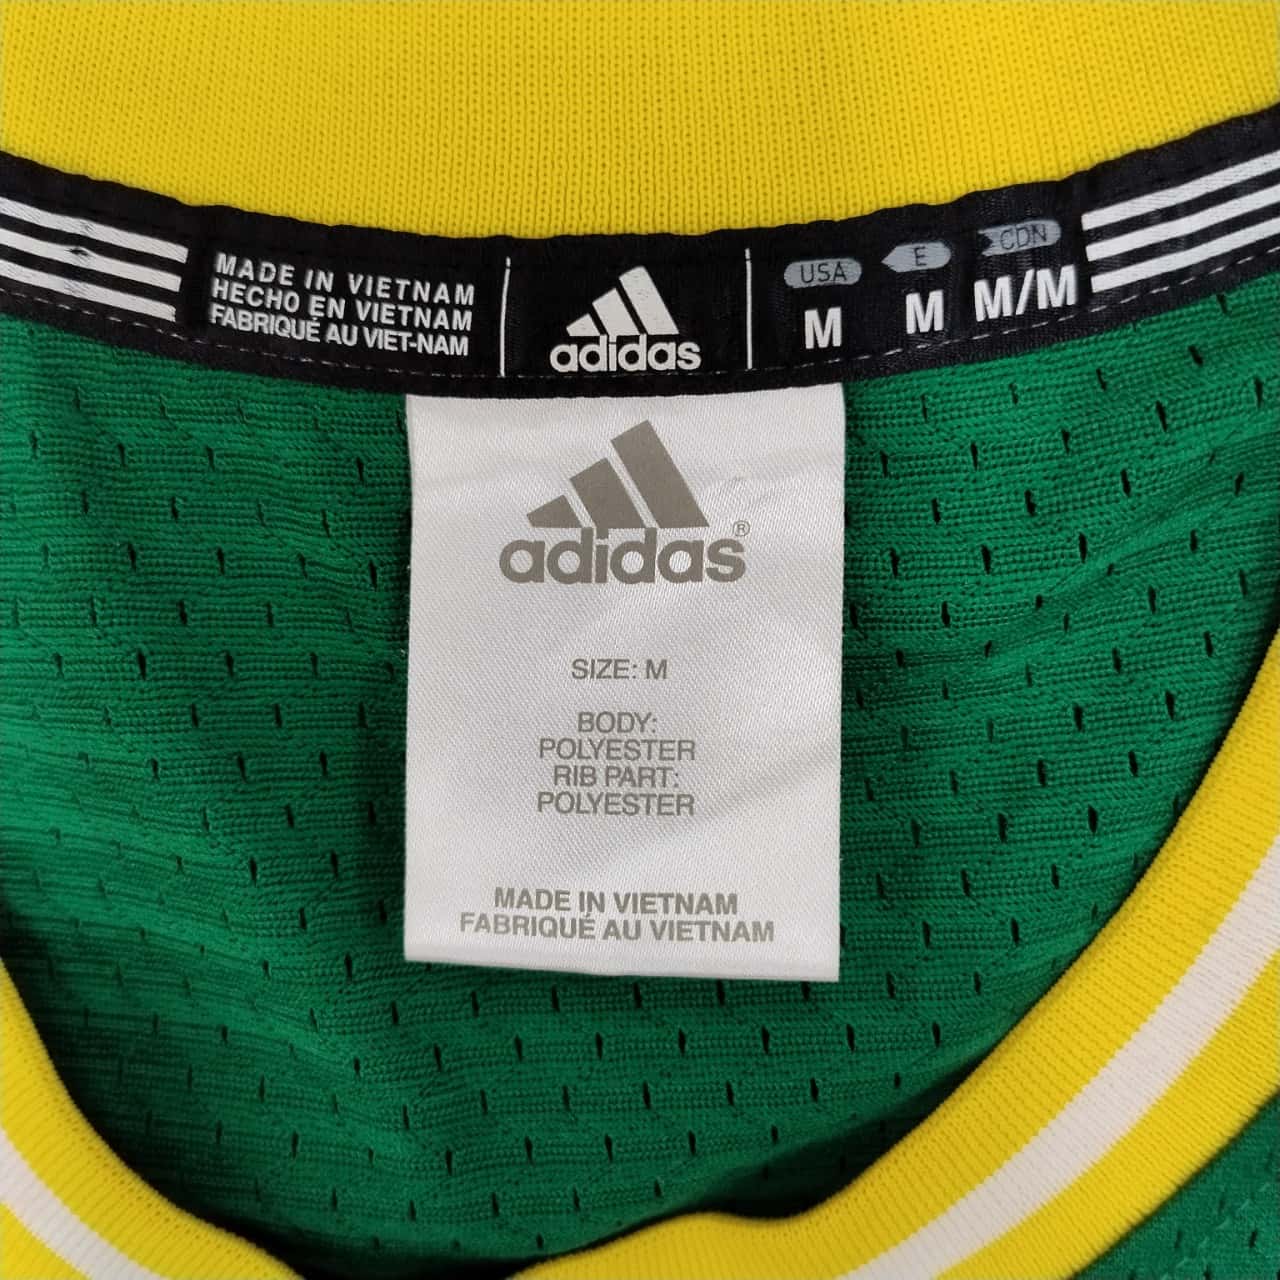 MADE IN VIETNAM
HECHO EN VIETNAM
FABRIQUÉ AU VIET-NAM
adidas
USA E CDN
M M M/M
adidas®
SIZE: M
BODY:
POLYESTER
RIB PART:
POLYESTER
MADE IN VIETNAM
FABRIQUÉ AU VIETNAM